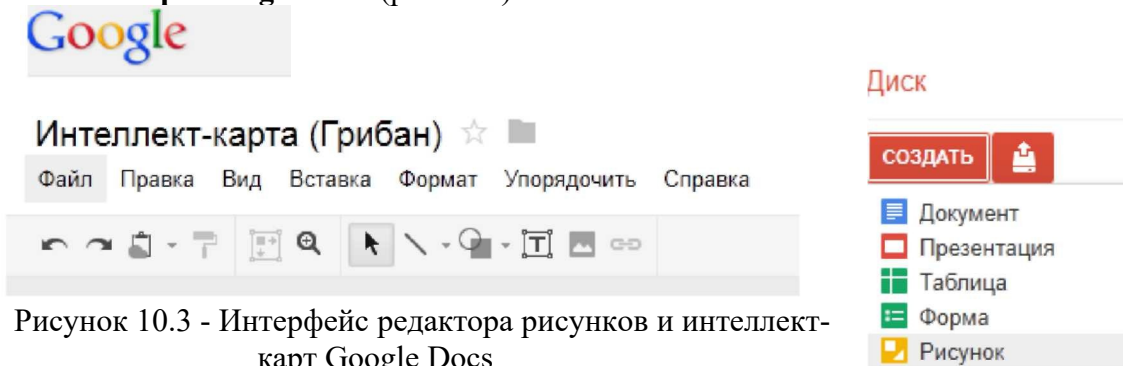 Google
Интеллект-карта (Грибан)
Файл Правка Вид Вставка Формат Упорядочить Справка
Рисунок 10.3 - Интерфейс редактора рисунков и интеллект-
карт Google Docs
Диск
СОЗДАТЬ
Документ
Презентация
Таблица
Форма
Рисунок